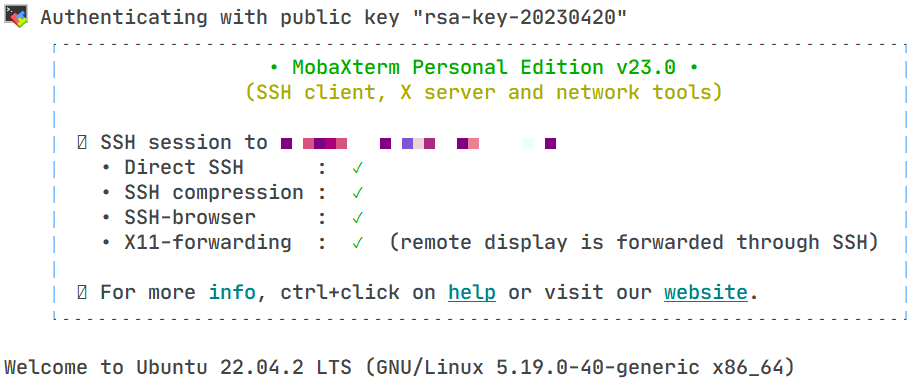 Authenticating with public key "rsa-key-20230420"
• MobaXterm Personal Edition v23.0 •
(SSH client, X server and network tools)
SSH session to
• Direct SSH : ✓
• SSH compression : ✓
• SSH-browser : ✓
• X11-forwarding : ✓ (remote display is forwarded through SSH)
For more info, ctrl+click on help or visit our website.
Welcome to Ubuntu 22.04.2 LTS (GNU/Linux 5.19.0-40-generic x86_64)